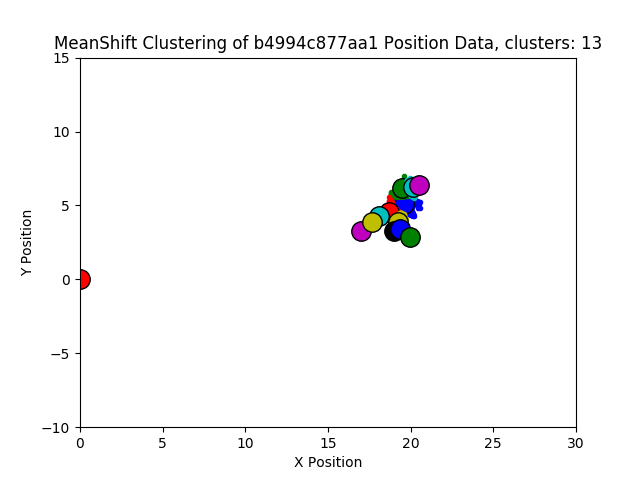 MeanShift Clustering of b4994c877aa1 Position Data, clusters: 13
15
10
5
0
−5
−10
Y Position
0 5 10 15 20 25 30
X Position